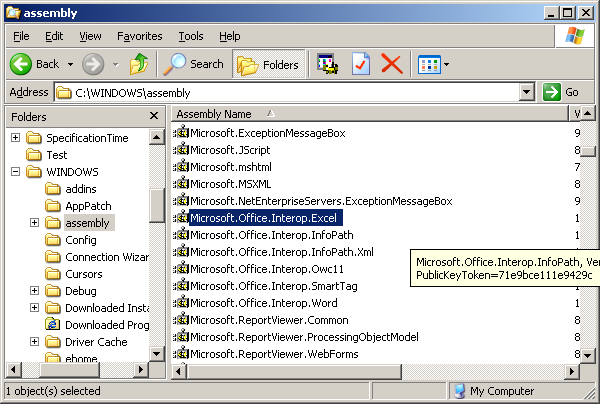 assembly
File Edit View Favorites Tools Help
Back Search Folders
Address C:\WINDOWS\assembly Go
Folders
SpecificationTime
Test
WINDOWS
addins
AppPatch
assembly
Config
Connection Wizar
Cursors
Debug
Downloaded Insta
Downloaded Prog
Driver Cache
ehome
Assembly Name V
Microsoft.ExceptionMessageBox 9
Microsoft.JScript 8
Microsoft.mshtml 7
Microsoft.MSXML 8
Microsoft.NetEnterpriseServers.ExceptionMessageBox 9
Microsoft.Office.Interop.Excel 1
Microsoft.Office.Interop.InfoPath 1
Microsoft.Office.Interop.InfoPath.Xml
Microsoft.Office.Interop.Owc11
Microsoft.Office.Interop.SmartTag 1
Microsoft.Office.Interop.Word 1
Microsoft.ReportViewer.Common 8
Microsoft.ReportViewer.ProcessingObjectModel 8
Microsoft.ReportViewer.WebForms 8
Microsoft.Office.Interop.InfoPath, Ver
PublicKeyToken=71e9bce111e9429c
1 object(s) selected
My Computer